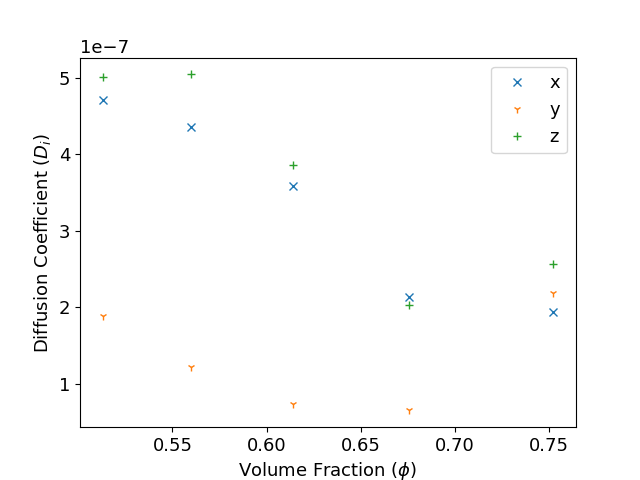 1e−7
5
4
3
2
1
Diffusion Coefficient (D_i)
0.55 0.60 0.65 0.70 0.75
Volume Fraction (ϕ)
x
y
z